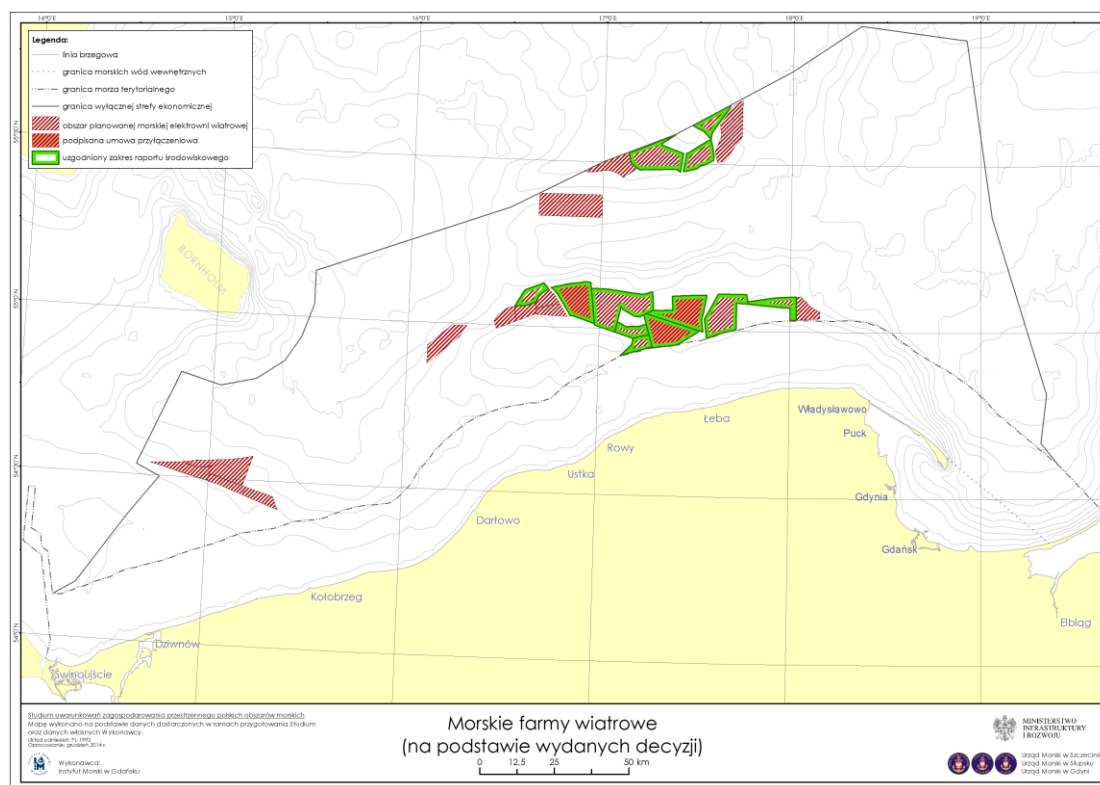 14°0'E 15°0'E 16°0'E 17°0'E 18°0'E 19°0'E
Legenda:
linia brzegowa
granica morskich wód wewnętrznych
granica morza terytorialnego
granica wyłącznej strefy ekonomicznej
obszar planowanej morskiej elektrowni wiatrowej
podpisana umowa przyłączeniowa
uzgodniony zakres raportu środowiskowego
BORNHOLM
Władysławowo
Łeba
Puck
Rowy
Ustka
Gdynia
Darłowo
Gdańsk
Kołobrzeg
Elbląg
Dziwnów
Świnoujście
Studium uwarunkowań zagospodarowania przestrzennego polskich obszarów morskich
Mapę wykonano na podstawie danych dostarczonych w ramach przygotowania Studium
oraz danych własnych Wykonawcy.
Układ odniesień: PL-1992
Opracowanie: grudzień 2014 r.
Wykonawca:
Instytut Morski w Gdańsku
Morskie farmy wiatrowe
(na podstawie wydanych decyzji)
0 12,5 25 50 km
MINISTERSTWO
INFRASTRUKTURY
I ROZWOJU
Urząd Morski w Szczecinie
Urząd Morski w Słupsku
Urząd Morski w Gdyni